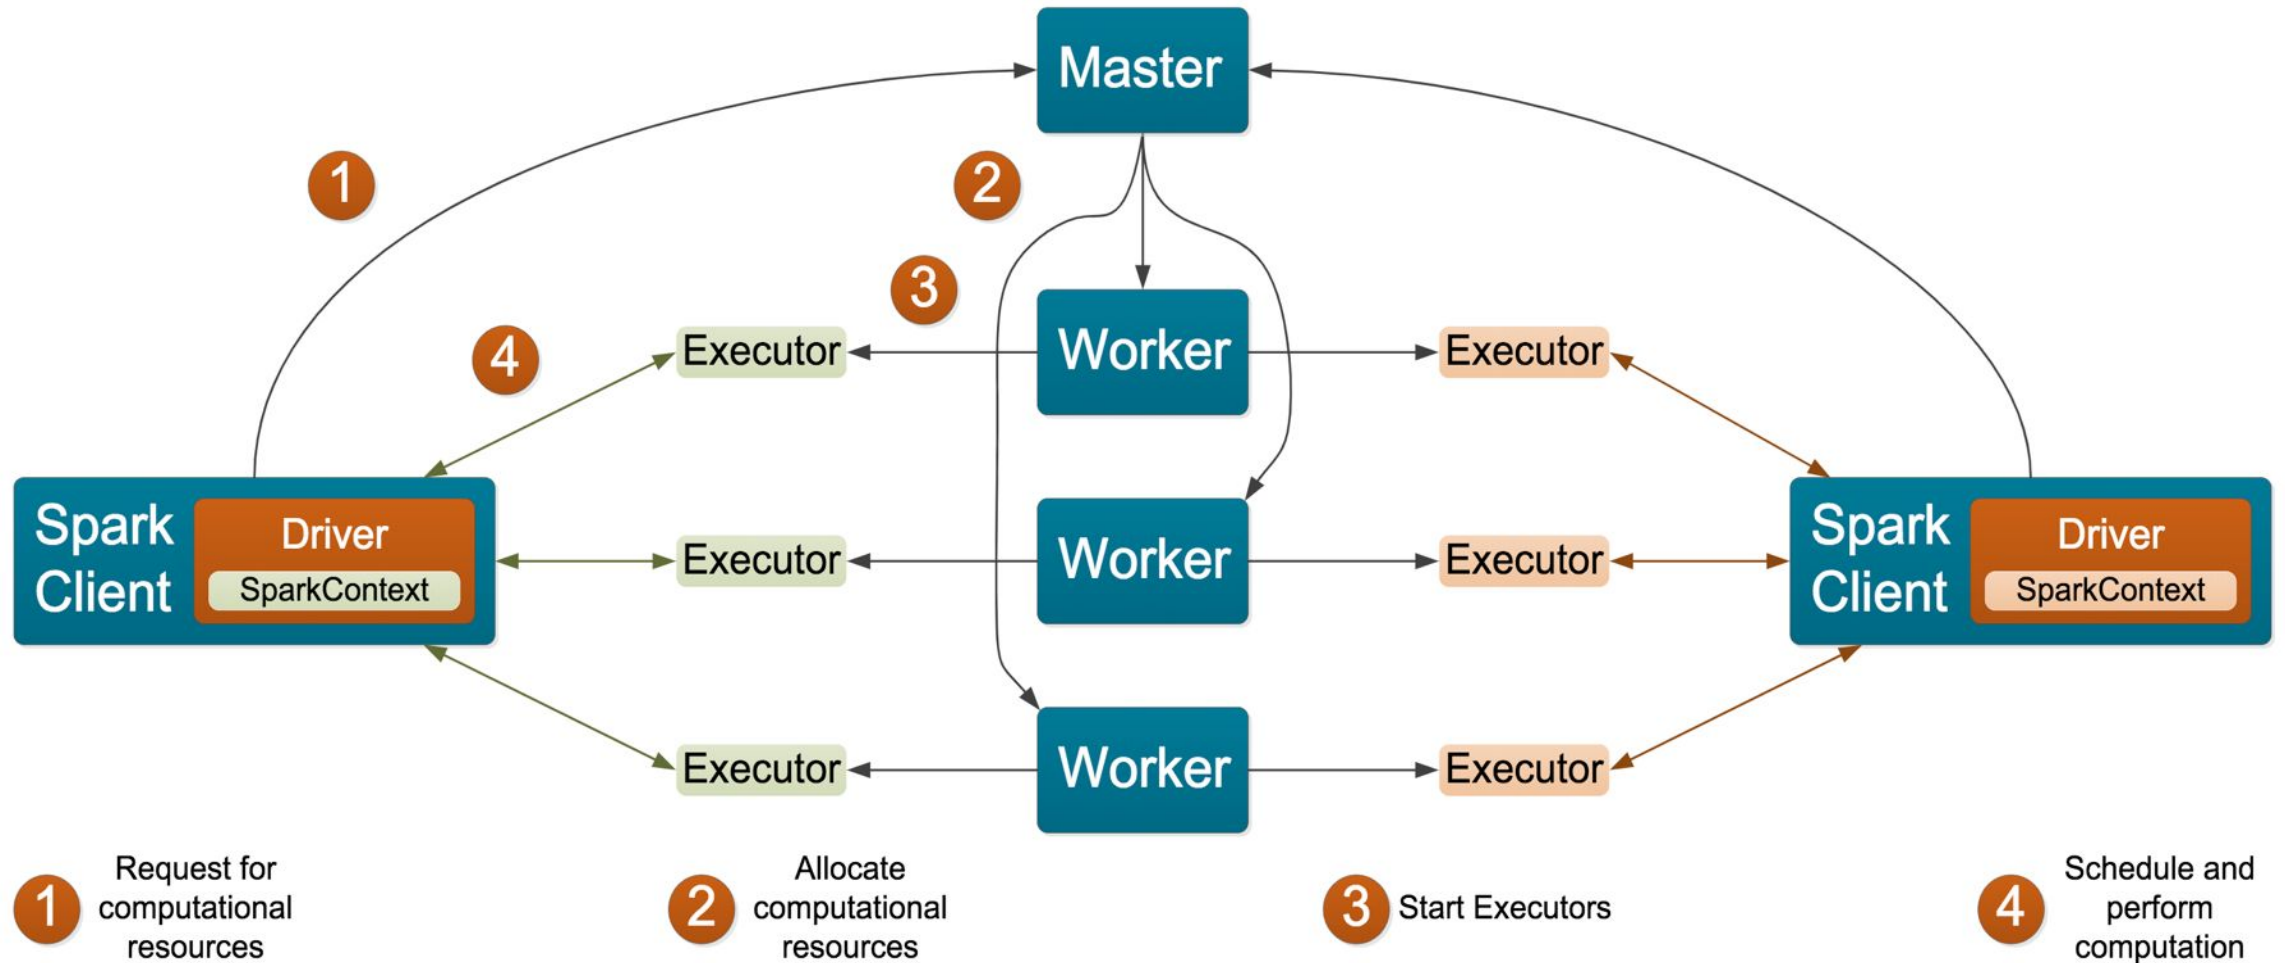 Master
1
2
3
4
Executor
Worker
Executor
Spark
Client
Driver
SparkContext
Executor
Worker
Executor
Spark
Client
Driver
SparkContext
Executor
Worker
Executor
1
Request for
computational
resources
2
Allocate
computational
resources
3
Start Executors
4
Schedule and
perform
computation